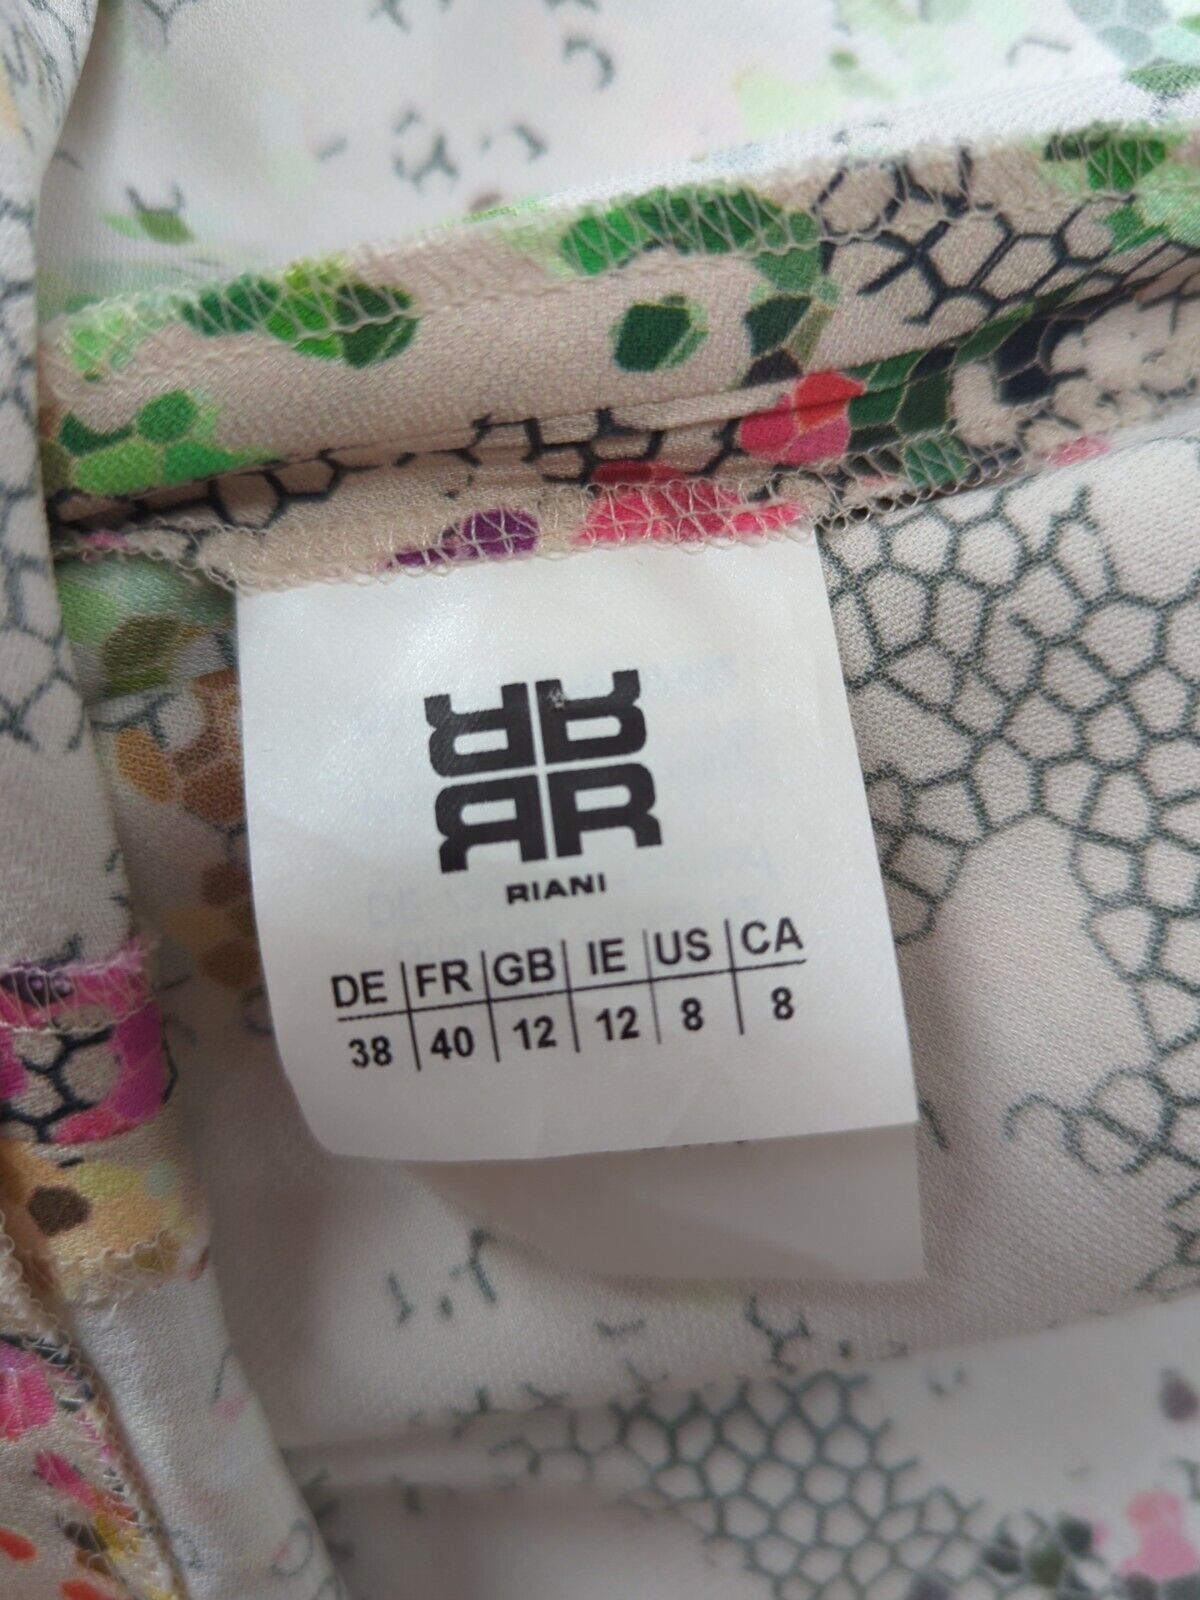 RIANI
DE FR GB IE US CA
38 40 12 12 8 8